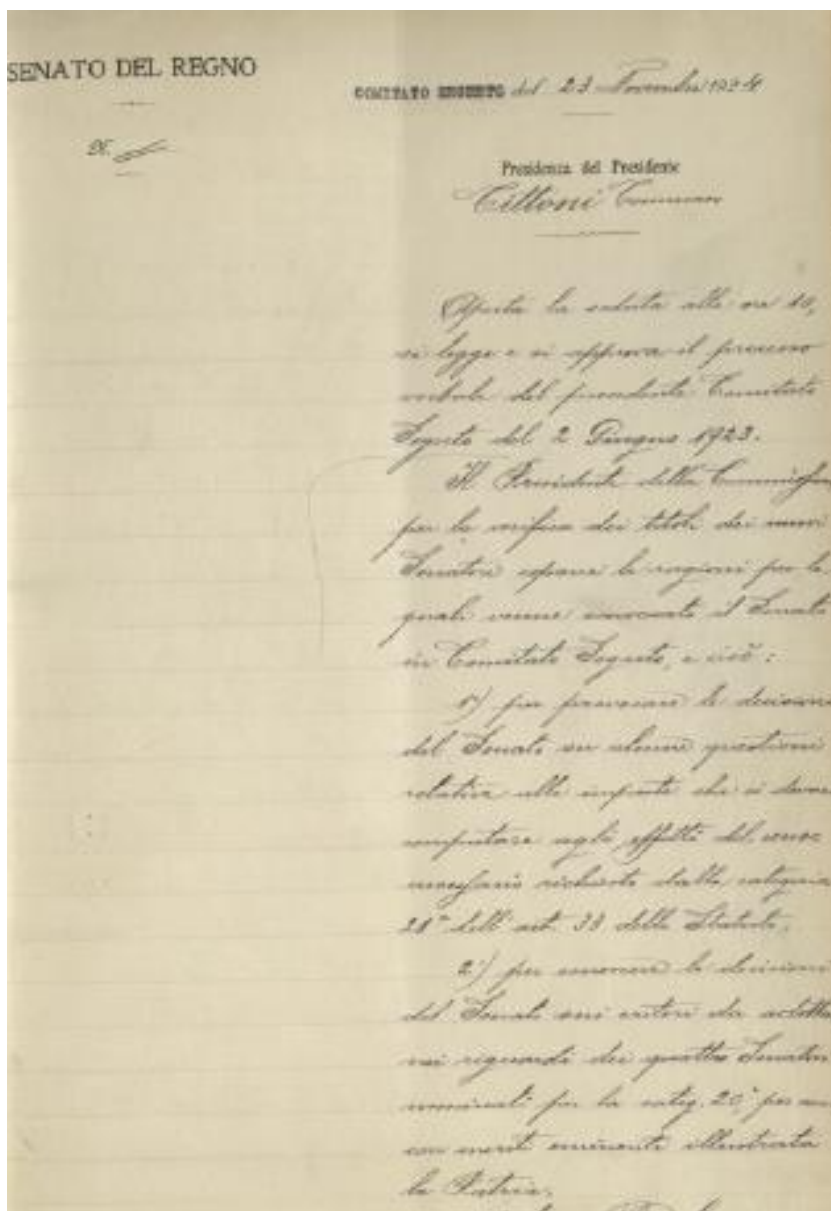 SENATO DEL REGNO
COMITATO SEGRETO del 23 Novembre 1924
N.
Presidenza del Presidente
Tittoni Tommaso
Aperta la seduta alle ore 10,
si legge e si approva il processo
verbale del precedente Comitato
Segreto del 2 Giugno 1923.
Il Presidente della Commissione
per la verifica dei titoli dei nuovi
Senatori espone le ragioni per le
quali venne convocato il Senato
in Comitato Segreto, e cioè:
1°) per provocare le decisioni
del Senato su alcune questioni
relative alle imposte che si deve
computare agli effetti del censo
necessario richiesto dalla categoria
21ª dell'art. 33 dello Statuto,
2°) per conoscere le decisioni
del Senato sui criteri da
nei riguardi dei quattro Senatori
nominati per la categ. 20ª per
con meriti eminenti illustrata
la Patria.